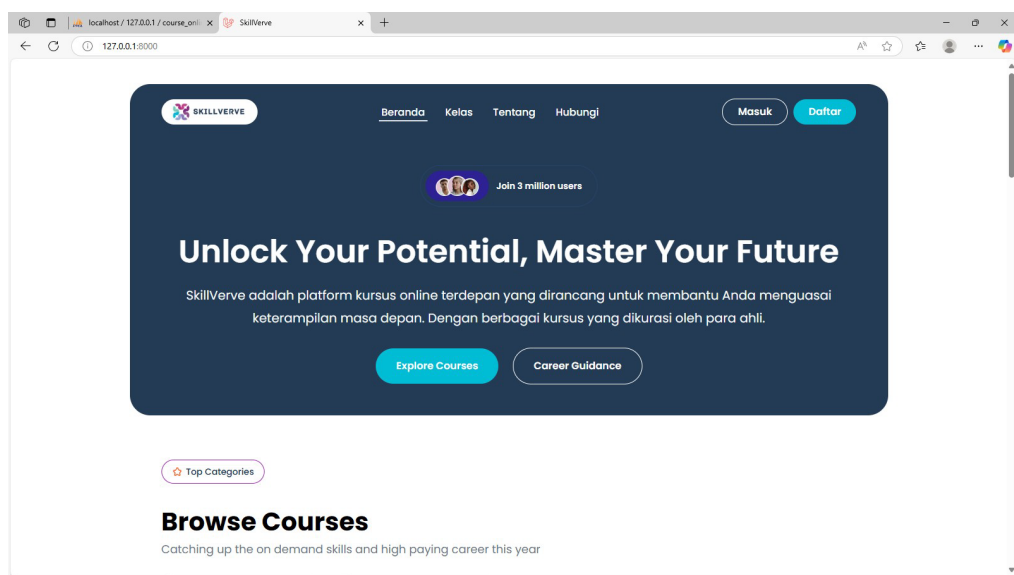 localhost / 127.0.0.1 / course_onli
SkillVerve
127.0.0.1:8000
SKILLVERVE
Beranda
Kelas
Tentang
Hubungi
Masuk
Daftar
Join 3 million users
Unlock Your Potential, Master Your Future
SkillVerve adalah platform kursus online terdepan yang dirancang untuk membantu Anda menguasai
keterampilan masa depan. Dengan berbagai kursus yang dikurasi oleh para ahli.
Explore Courses
Career Guidance
Top Categories
Browse Courses
Catching up the on demand skills and high paying career this year